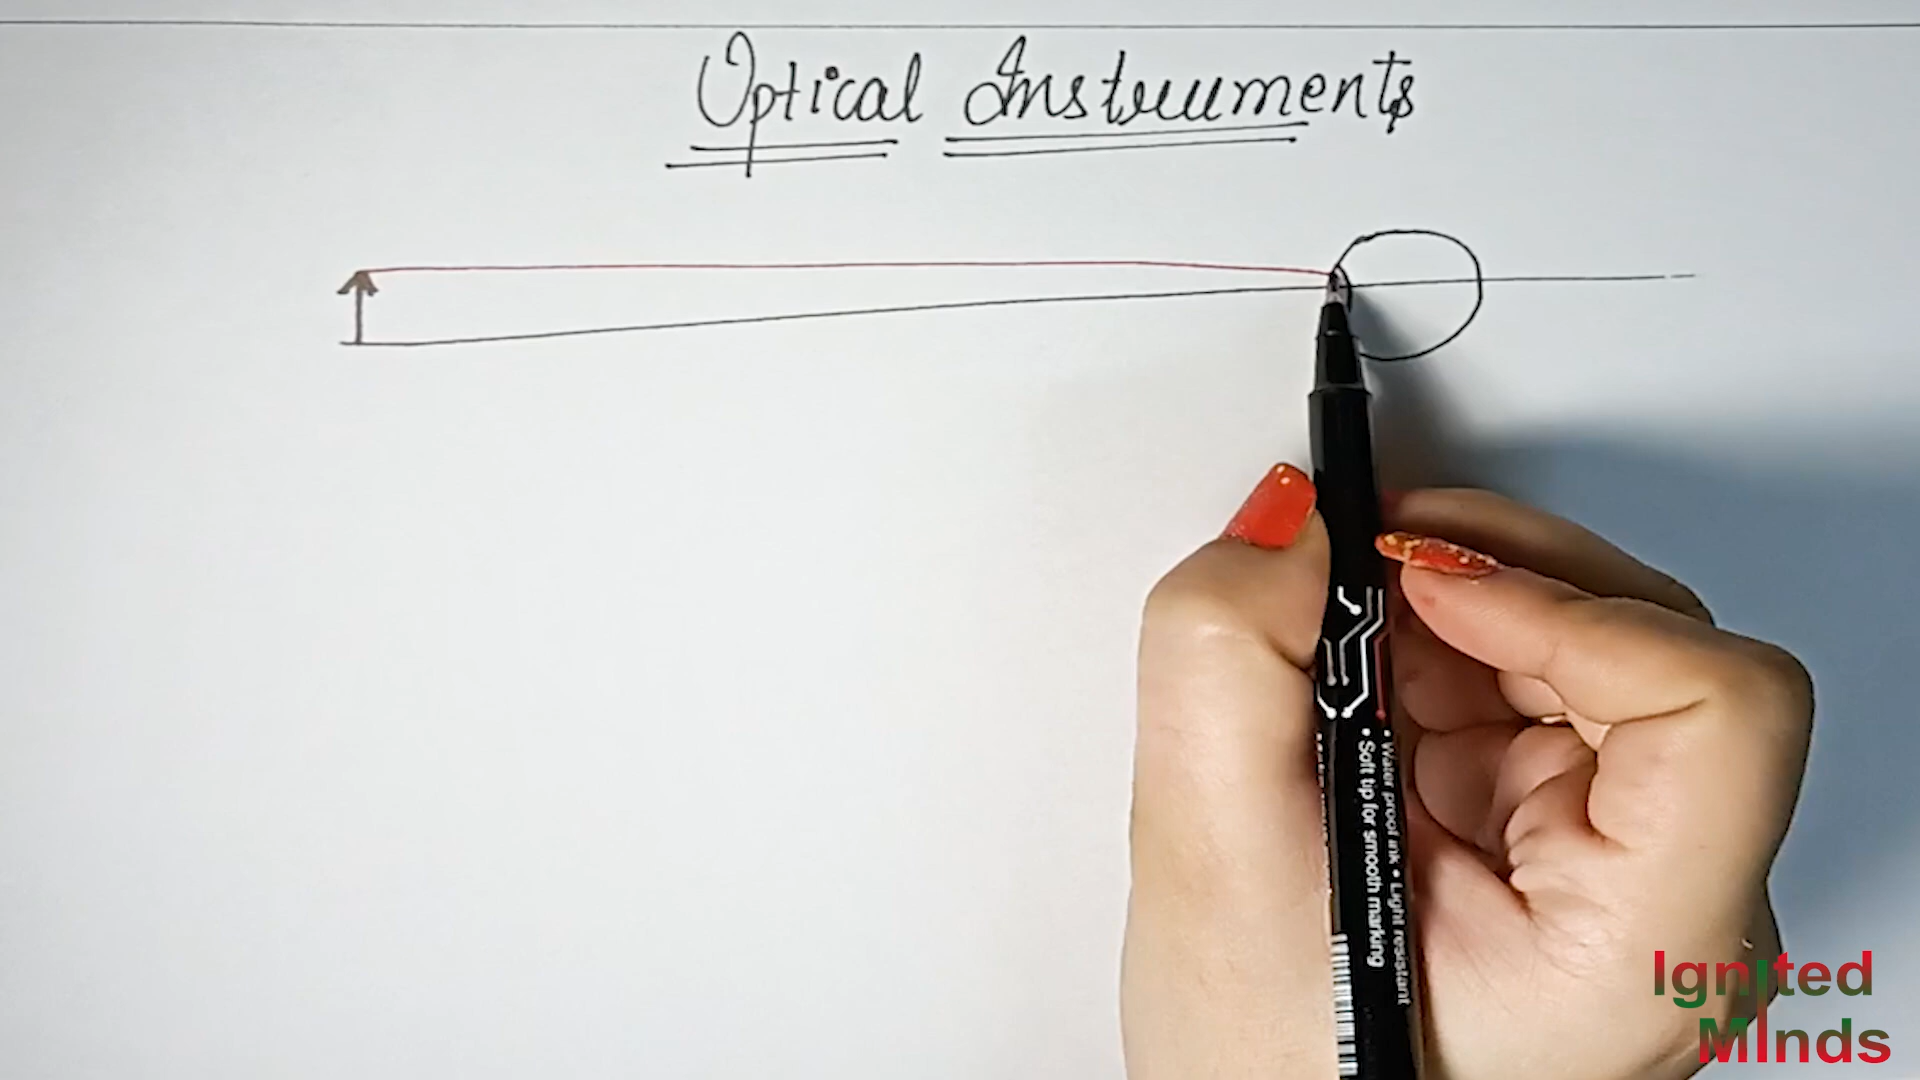 Optical Instruments
• Water proof ink • Light resistant
• Soft tip for smooth marking
Ignited
Minds